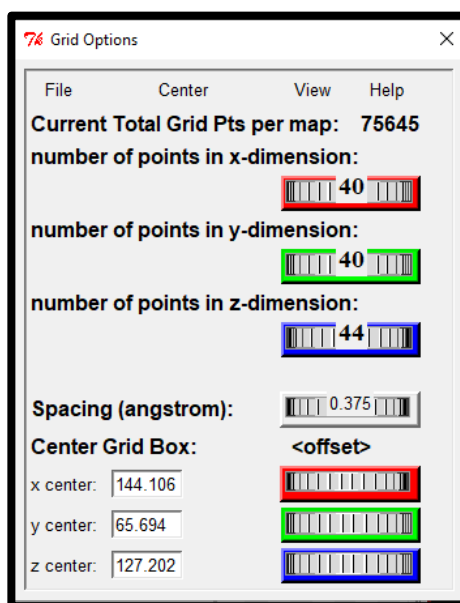 Grid Options
File Center View Help
Current Total Grid Pts per map: 75645
number of points in x-dimension:
40
number of points in y-dimension:
40
number of points in z-dimension:
44
Spacing (angstrom): 0.375
Center Grid Box: <offset>
x center: 144.106
y center: 65.694
z center: 127.202